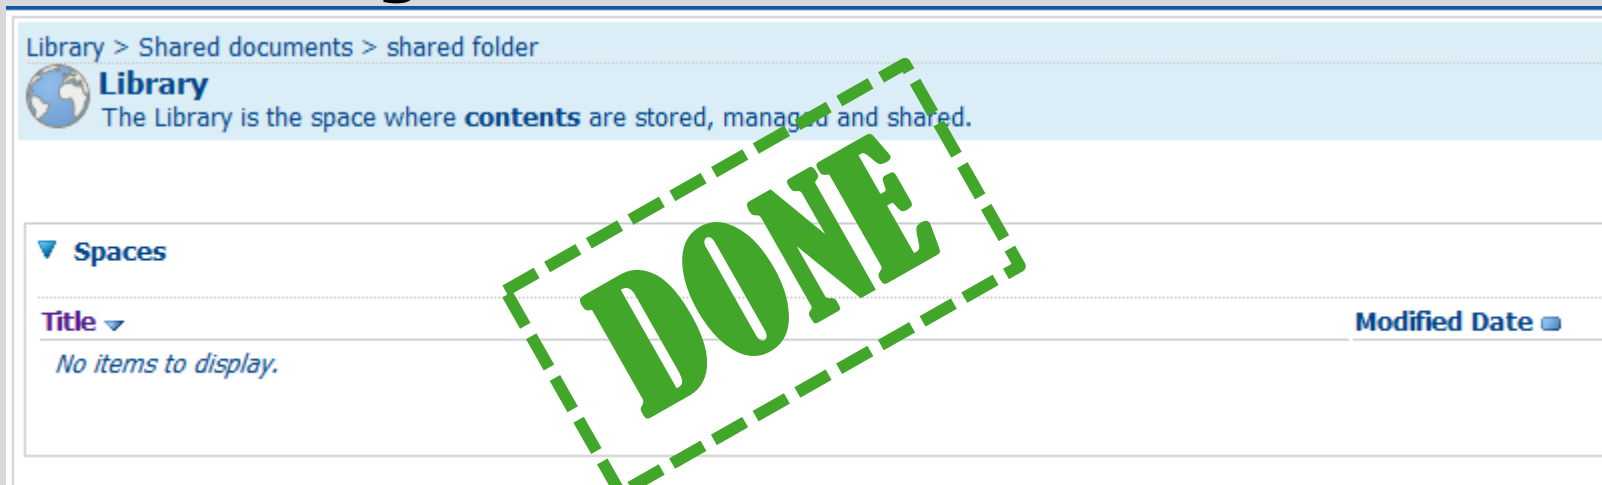 Library > Shared documents > shared folder
Library
The Library is the space where contents are stored, managed and shared.
DONE
Spaces
Title
Modified Date
No items to display.